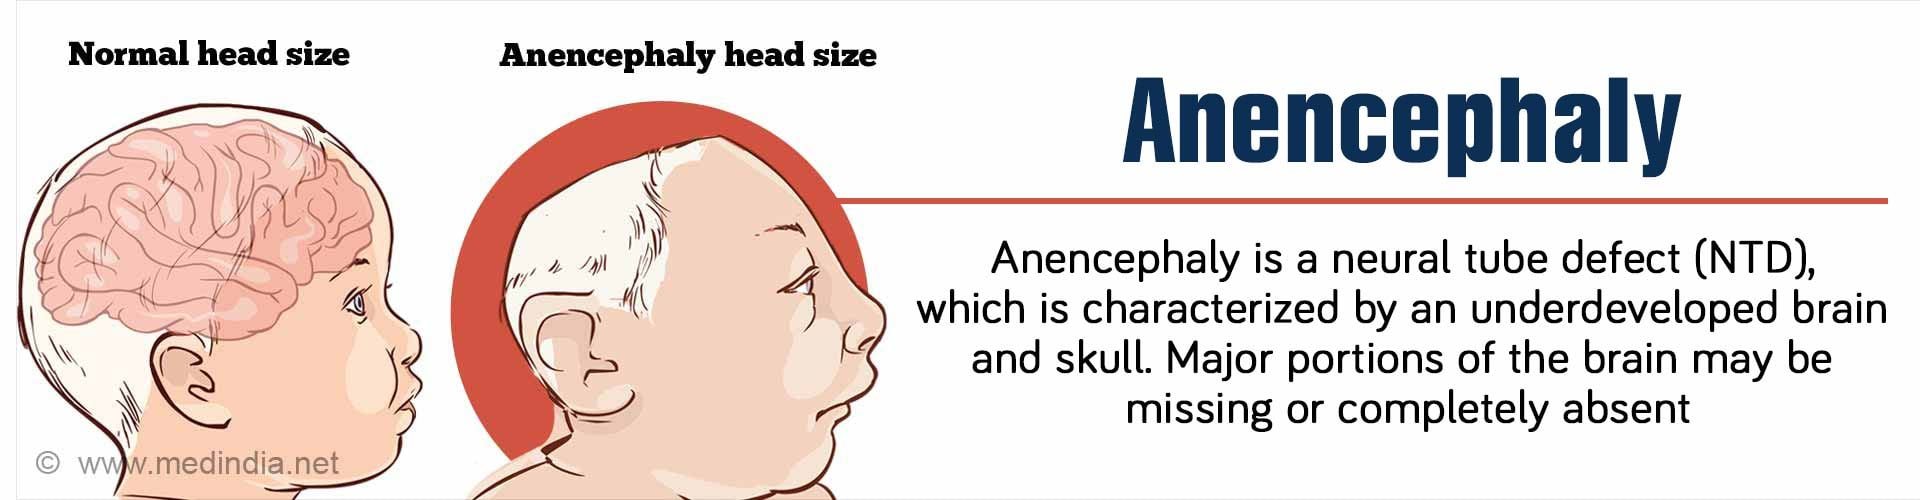 Normal head size
Anencephaly head size
Anencephaly
Anencephaly is a neural tube defect (NTD),
which is characterized by an underdeveloped brain
and skull. Major portions of the brain may be
missing or completely absent
© www.medindia.net